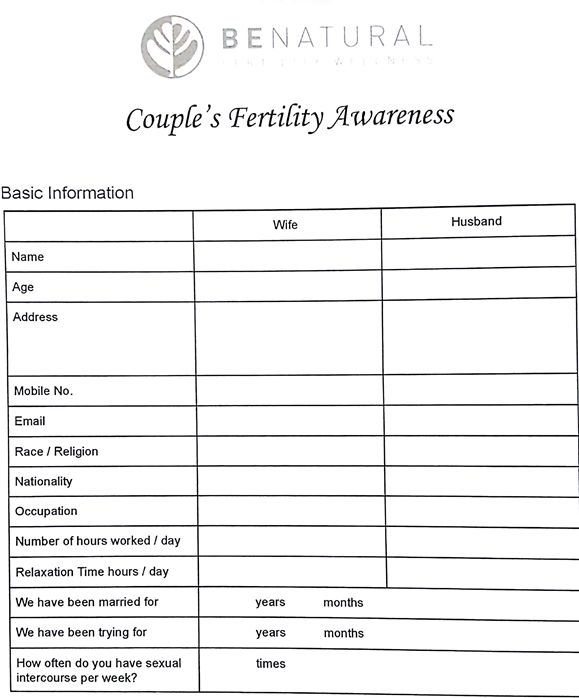 BENATURAL
FERTILITY WELLNESS
Couple's Fertility Awareness
Basic Information
Wife Husband
Name
Age
Address
Mobile No.
Email
Race / Religion
Nationality
Occupation
Number of hours worked / day
Relaxation Time hours / day
We have been married for years months
We have been trying for years months
How often do you have sexual times
intercourse per week?